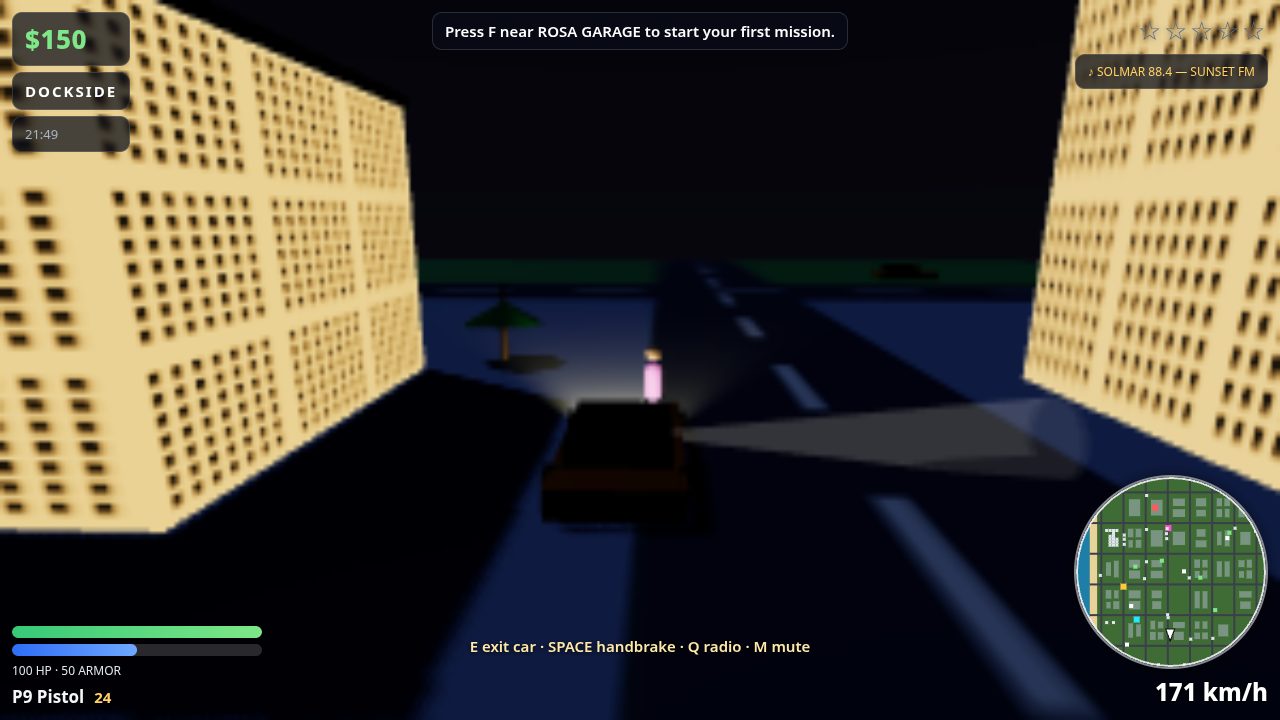 $150
DOCKSIDE
21:49
Press F near ROSA GARAGE to start your first mission.
☆☆☆☆☆
♪ SOLMAR 88.4 — SUNSET FM
E exit car · SPACE handbrake · Q radio · M mute
100 HP · 50 ARMOR
P9 Pistol 24
171 km/h